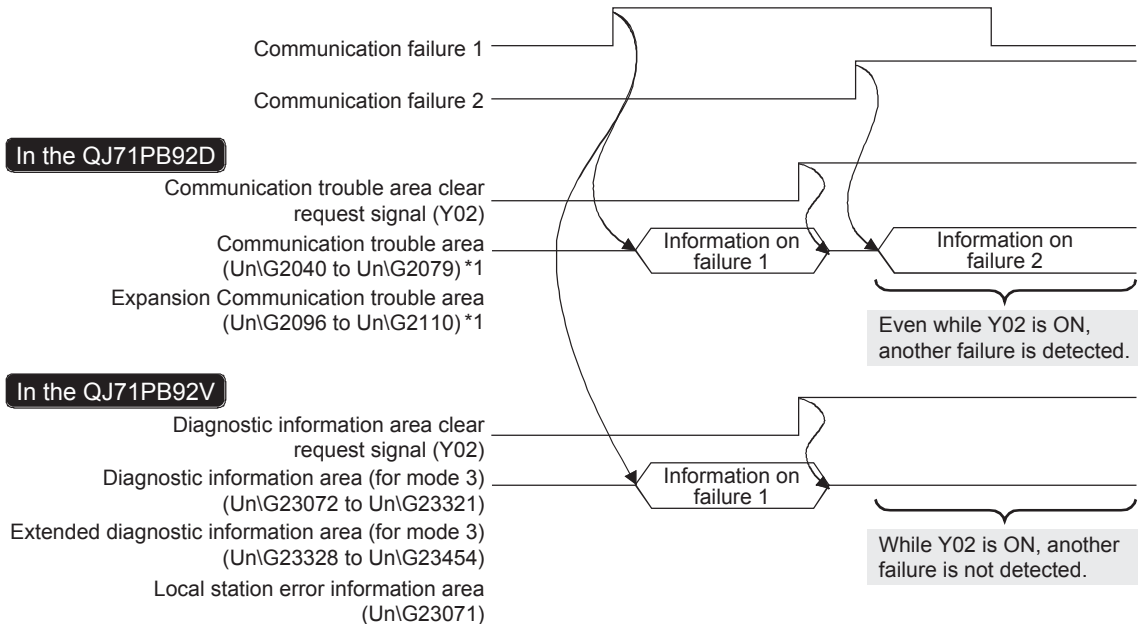 Communication failure 1
Communication failure 2
In the QJ71PB92D
Communication trouble area clear
request signal (Y02)
Communication trouble area
(Un\G2040 to Un\G2079) *1
Information on
failure 1
Information on
failure 2
Expansion Communication trouble area
(Un\G2096 to Un\G2110) *1
Even while Y02 is ON,
another failure is detected.
In the QJ71PB92V
Diagnostic information area clear
request signal (Y02)
Diagnostic information area (for mode 3)
(Un\G23072 to Un\G23321)
Information on
failure 1
Extended diagnostic information area (for mode 3)
(Un\G23328 to Un\G23454)
While Y02 is ON, another
failure is not detected.
Local station error information area
(Un\G23071)